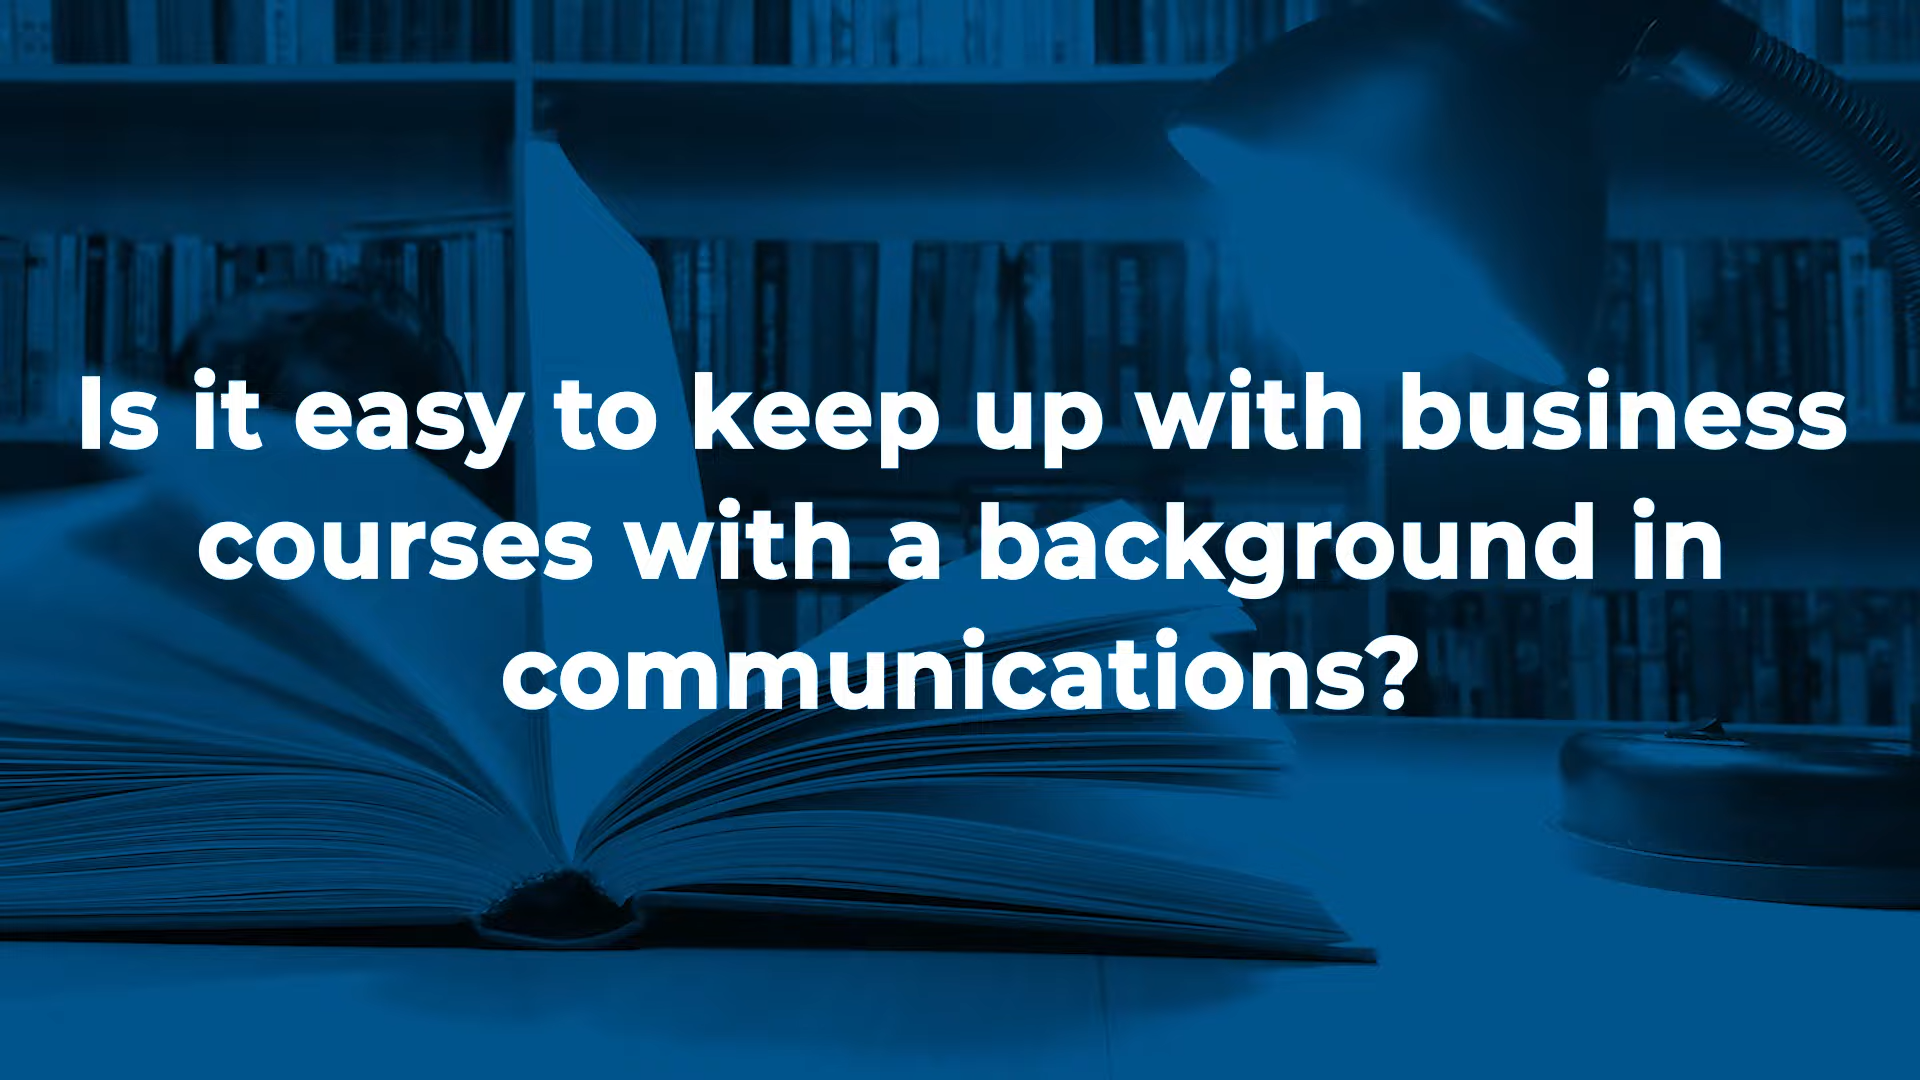 Is it easy to keep up with business
courses with a background in
communications?